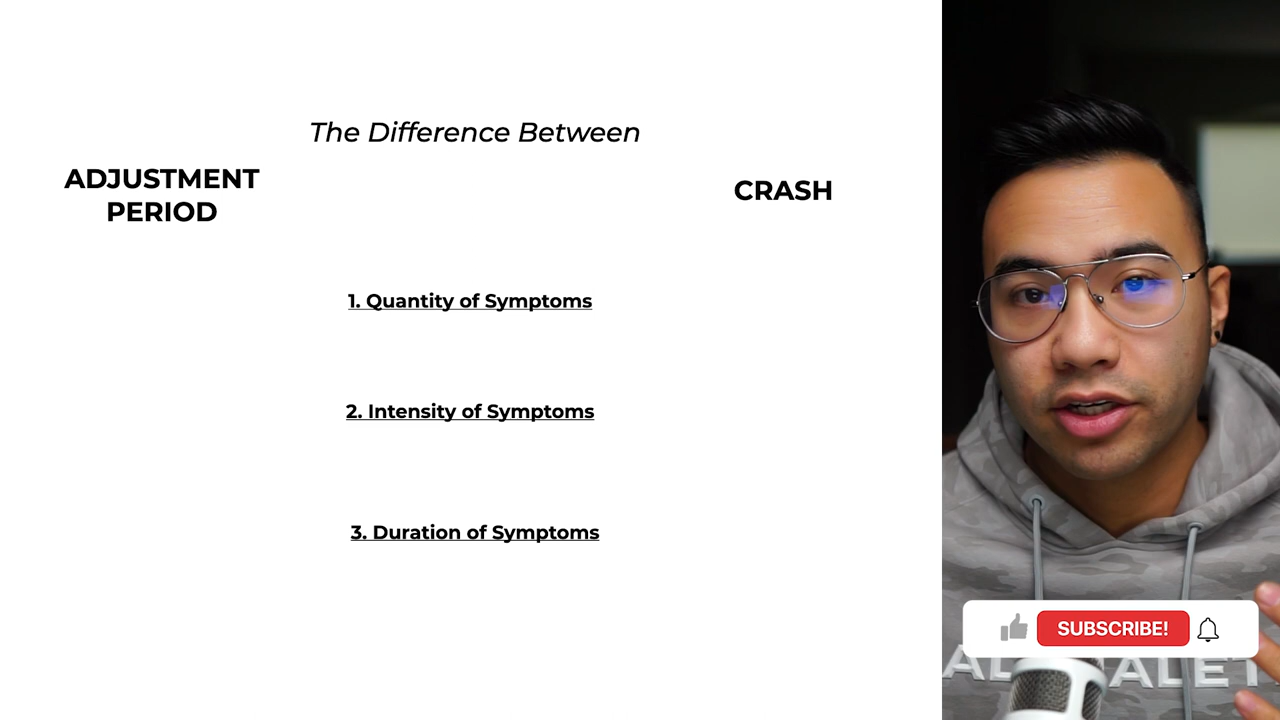 The Difference Between
ADJUSTMENT
PERIOD
CRASH
1. Quantity of Symptoms
2. Intensity of Symptoms
3. Duration of Symptoms
SUBSCRIBE!